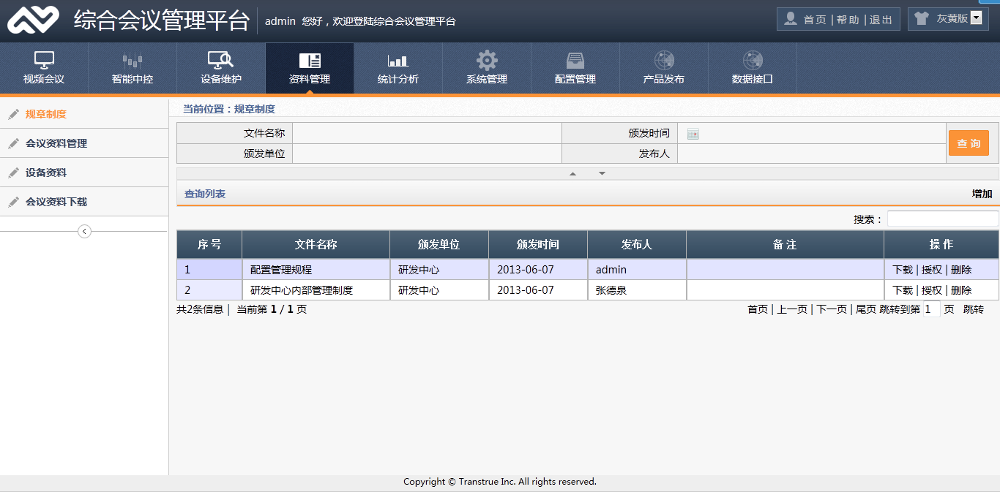 综合会议管理平台 admin 您好，欢迎登陆综合会议管理平台 首页 | 帮助 | 退出 灰黄版
视频会议 智能中控 设备维护 资料管理 统计分析 系统管理 配置管理 产品发布 数据接口
规章制度
会议资料管理
设备资料
会议资料下载
当前位置：规章制度
文件名称 颁发时间
颁发单位 发布人
查 询
查询列表 增加
搜索：
序 号 文件名称 颁发单位 颁发时间 发布人 备 注 操 作
1 配置管理规程 研发中心 2013-06-07 admin 下载 | 授权 | 删除
2 研发中心内部管理制度 研发中心 2013-06-07 张德泉 下载 | 授权 | 删除
共2条信息 | 当前第 1 / 1 页 首页 | 上一页 | 下一页 | 尾页 跳转到第 1 页 跳转
Copyright © Transtrue Inc. All rights reserved.